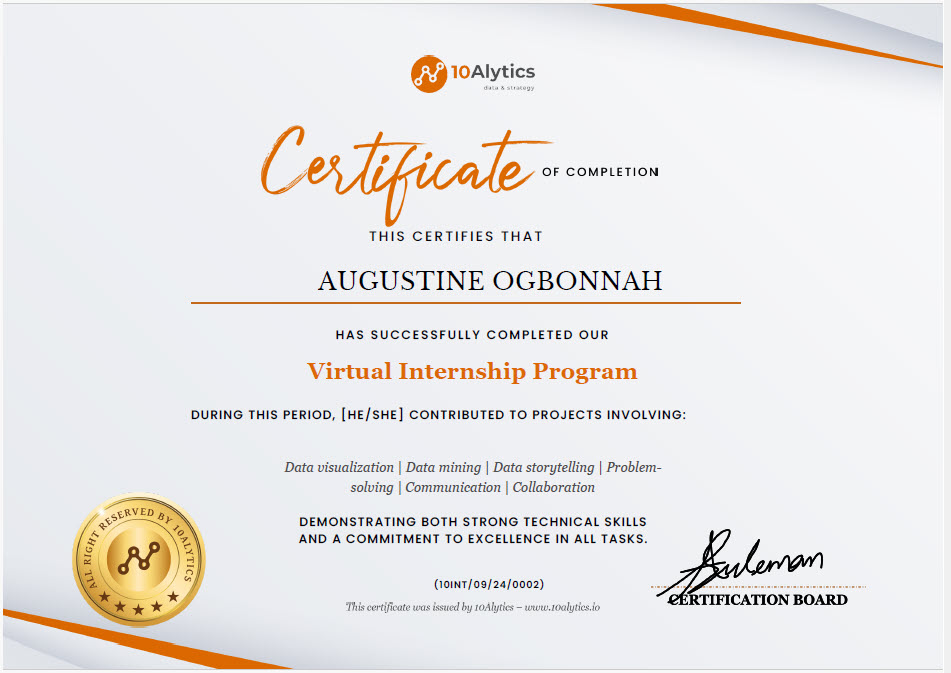 10Alytics
data & strategy
Certificate OF COMPLETION
THIS CERTIFIES THAT
AUGUSTINE OGBONNAH
HAS SUCCESSFULLY COMPLETED OUR
Virtual Internship Program
DURING THIS PERIOD, [HE/SHE] CONTRIBUTED TO PROJECTS INVOLVING:
Data visualization | Data mining | Data storytelling | Problem-
solving | Communication | Collaboration
DEMONSTRATING BOTH STRONG TECHNICAL SKILLS
AND A COMMITMENT TO EXCELLENCE IN ALL TASKS.
ALL RIGHT RESERVED BY 10ALYTICS
Suleman
CERTIFICATION BOARD
(10INT/09/24/0002)
This certificate was issued by 10Alytics – www.10alytics.io